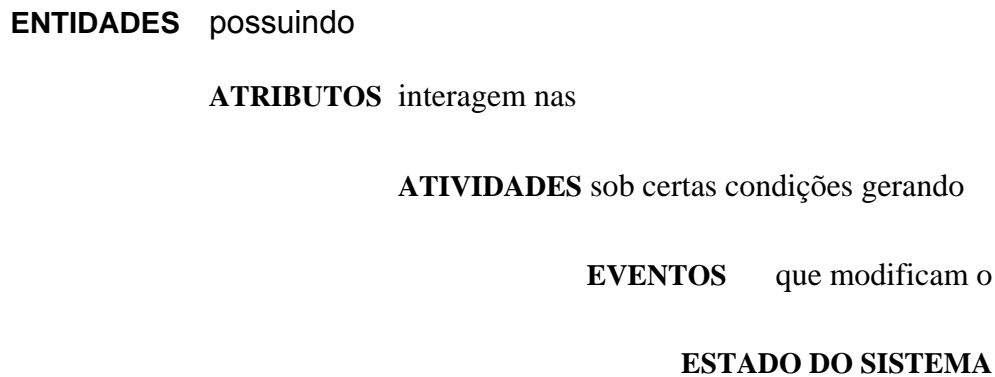 ENTIDADES possuindo
ATRIBUTOS interagem nas
ATIVIDADES sob certas condições gerando
EVENTOS que modificam o
ESTADO DO SISTEMA